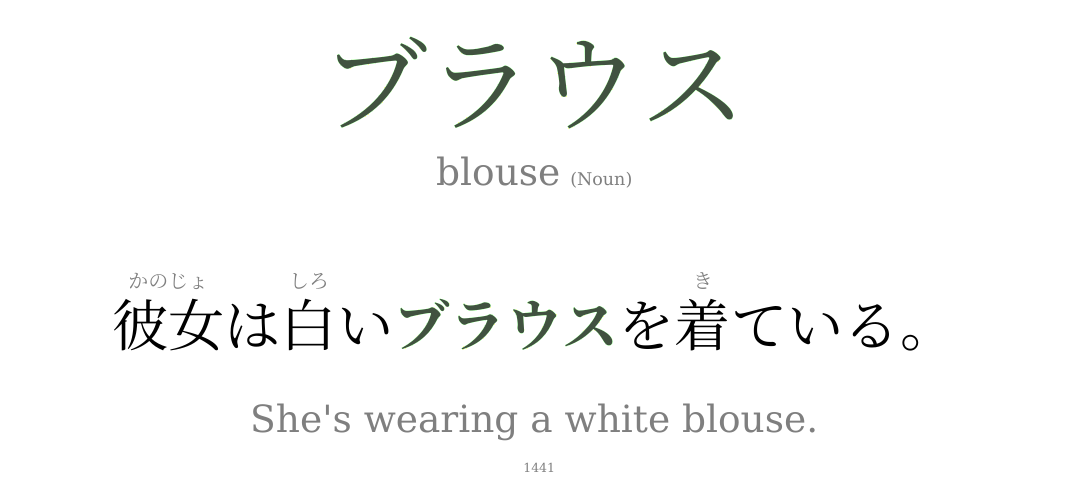 ブラウス
blouse (Noun)
かのじょ しろ き
彼女は白いブラウスを着ている。
She's wearing a white blouse.
1441